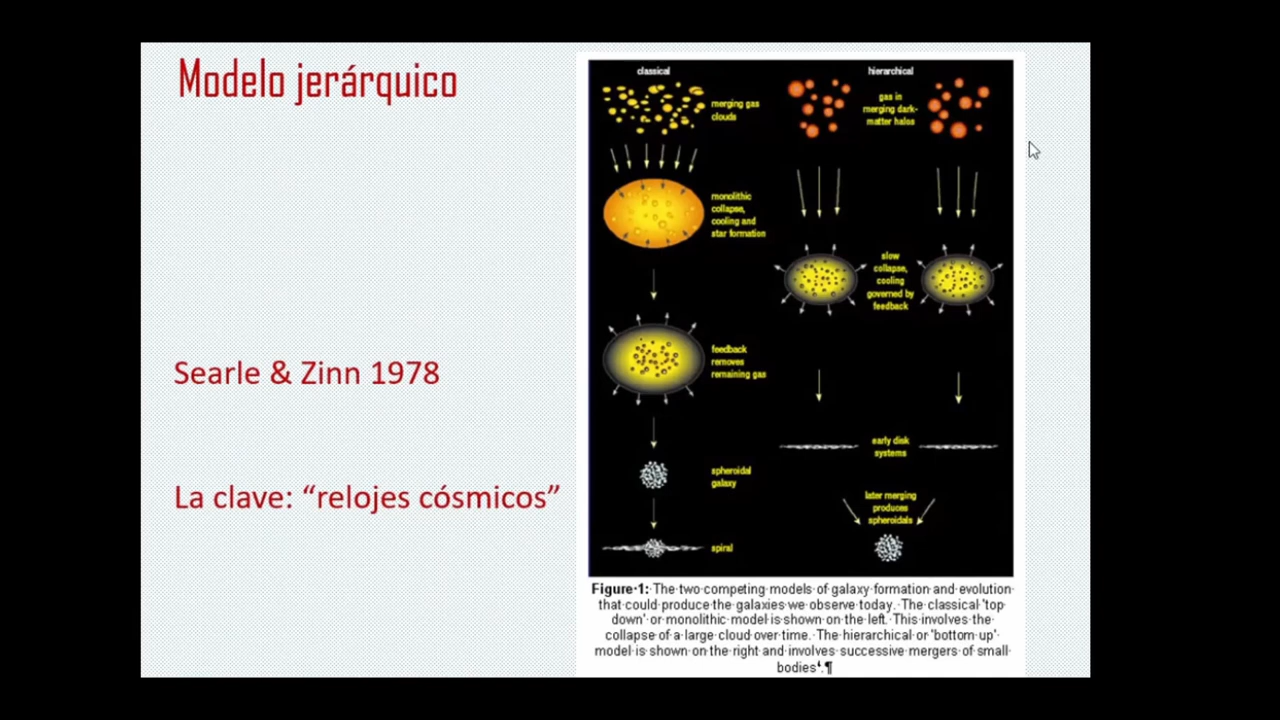 Modelo jerárquico
Searle & Zinn 1978
La clave: “relojes cósmicos”
classical
merging gas
clouds
monolithic
collapse,
cooling and
star formation
feedback
removes
remaining gas
spheroidal
galaxy
spiral
hierarchical
gas in
merging dark-
matter halos
slow
collapse,
cooling
governed by
feedback
early disk
systems
later merging
produces
spheroidals
Figure·1:·The·two·competing·models·of·galaxy·formation·and·evolution·
that·could·produce·the·galaxies·we·observe·today.··The·classical·'top·
down'·or·monolithic·model·is·shown·on·the·left.·This·involves·the·
collapse·of·a·large·cloud·over·time.··The·hierarchical·or·'bottom·up'·
model·is·shown·on·the·right·and·involves·successive·mergers·of·small·
bodies⁴.¶